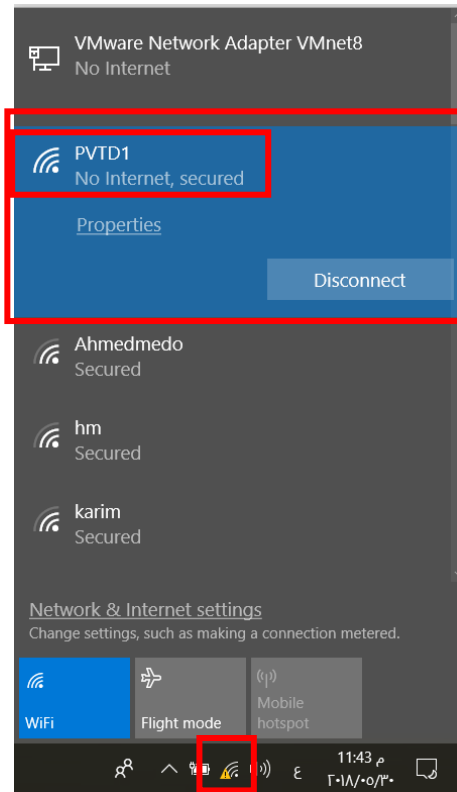 VMware Network Adapter VMnet8
No Internet
PVTD1
No Internet, secured
Properties
Disconnect
Ahmedmedo
Secured
hm
Secured
karim
Secured
Network & Internet settings
Change settings, such as making a connection metered.
WiFi
Flight mode
Mobile
hotspot
ع
11:43 م
٢٠١٨/٠٥/٣٠